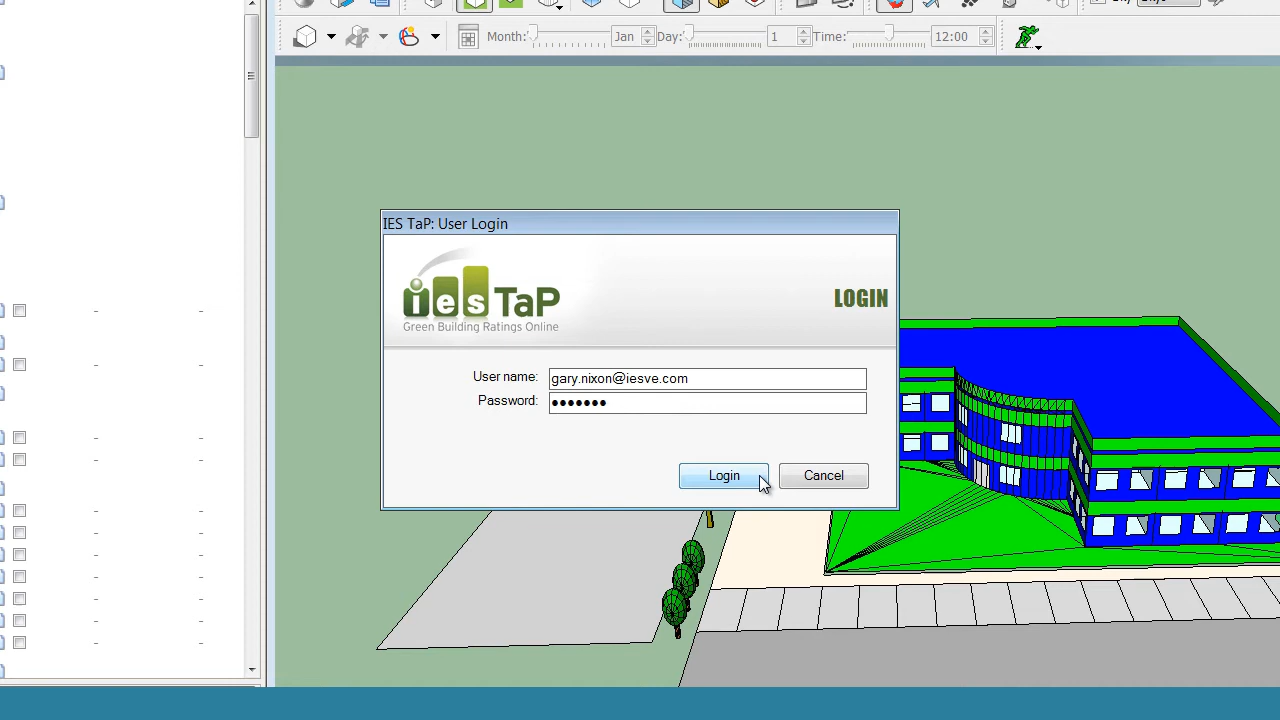 Month: Jan Day: 1 Time: 12:00
IES TaP: User Login
ies TaP
Green Building Ratings Online
LOGIN
User name: gary.nixon@iesve.com
Password: ●●●●●●●
Login Cancel